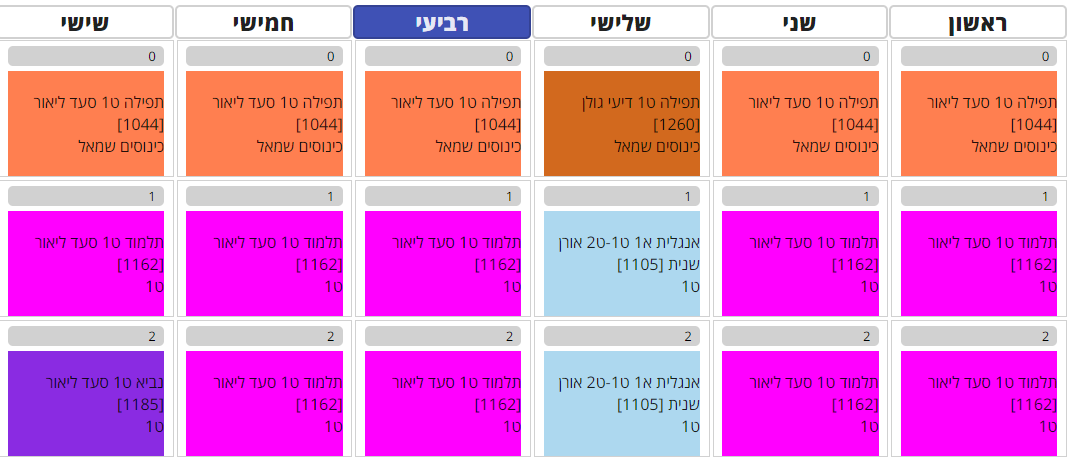 ראשון
שני
שלישי
רביעי
חמישי
שישי
0
תפילה ט1 סעד ליאור
[1044]
כינוסים שמאל
0
תפילה ט1 סעד ליאור
[1044]
כינוסים שמאל
0
תפילה ט1 דיעי גולן
[1260]
כינוסים שמאל
0
תפילה ט1 סעד ליאור
[1044]
כינוסים שמאל
0
תפילה ט1 סעד ליאור
[1044]
כינוסים שמאל
0
תפילה ט1 סעד ליאור
[1044]
כינוסים שמאל
1
תלמוד ט1 סעד ליאור
[1162]
ט1
1
תלמוד ט1 סעד ליאור
[1162]
ט1
1
אנגלית א1 ט1-ט2 אורן
שנית [1105]
ט1
1
תלמוד ט1 סעד ליאור
[1162]
ט1
1
תלמוד ט1 סעד ליאור
[1162]
ט1
1
תלמוד ט1 סעד ליאור
[1162]
ט1
2
תלמוד ט1 סעד ליאור
[1162]
ט1
2
תלמוד ט1 סעד ליאור
[1162]
ט1
2
אנגלית א1 ט1-ט2 אורן
שנית [1105]
ט1
2
תלמוד ט1 סעד ליאור
[1162]
ט1
2
תלמוד ט1 סעד ליאור
[1162]
ט1
2
נביא ט1 סעד ליאור
[1185]
ט1